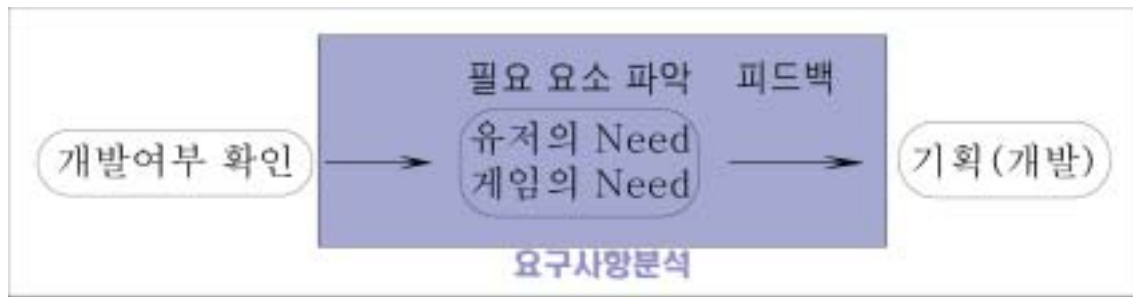 필요 요소 파악 피드백
개발여부 확인
유저의 Need
게임의 Need
기획(개발)
요구사항분석